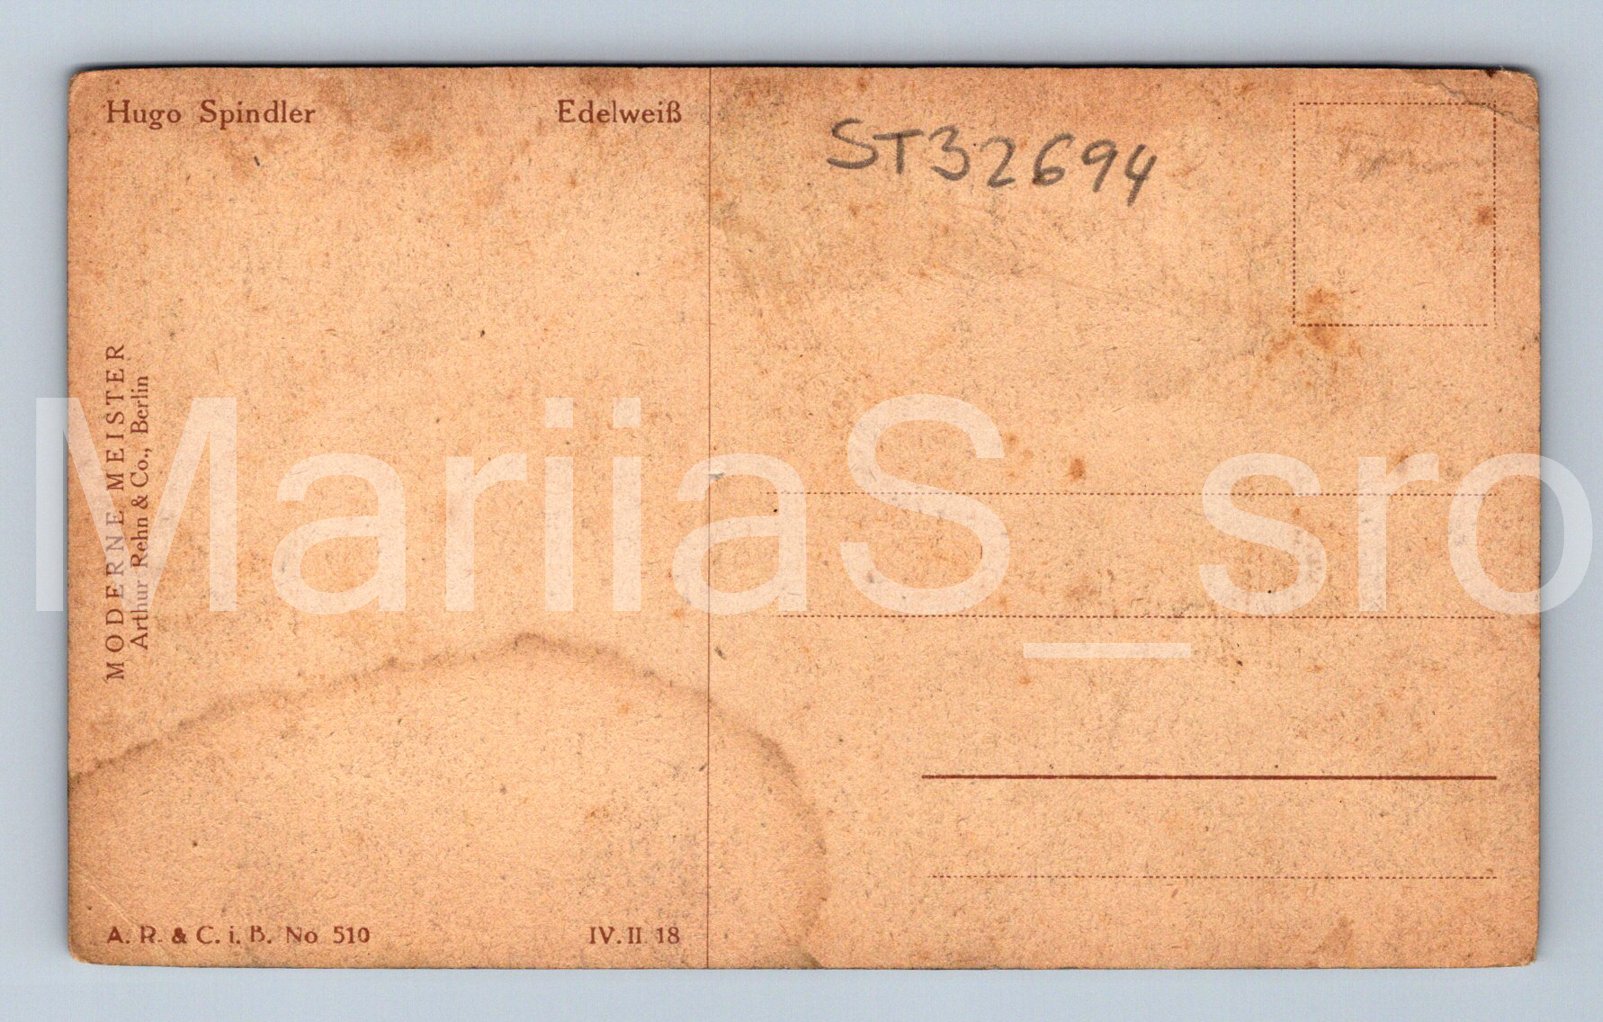 Hugo Spindler
Edelweiß
ST32694
MODERNE MEISTER
Arthur Rehn & Co., Berlin
MariiaS_sro
A. R. & C. i. B. No 510
IV. II 18